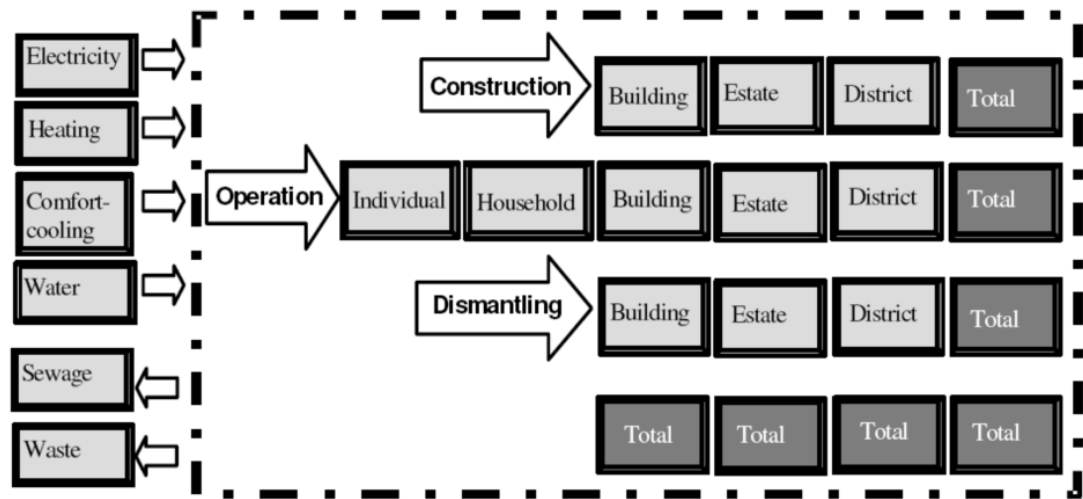 Electricity
Heating
Comfort-
cooling
Water
Sewage
Waste
Construction
Building
Estate
District
Total
Operation
Individual
Household
Building
Estate
District
Total
Dismantling
Building
Estate
District
Total
Total
Total
Total
Total